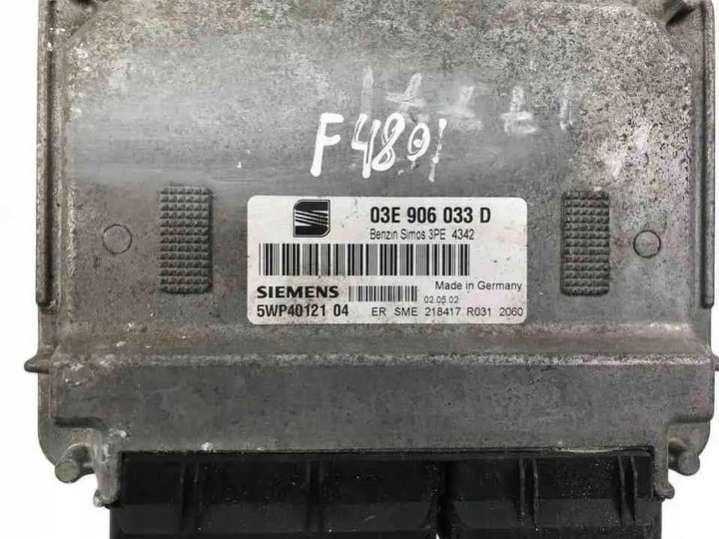 F 4801
03E 906 033 D
Benzin Simos 3PE 4342
SIEMENS
Made in Germany
02.05.02
5WP40121 04
ER SME 218417 R031 2060